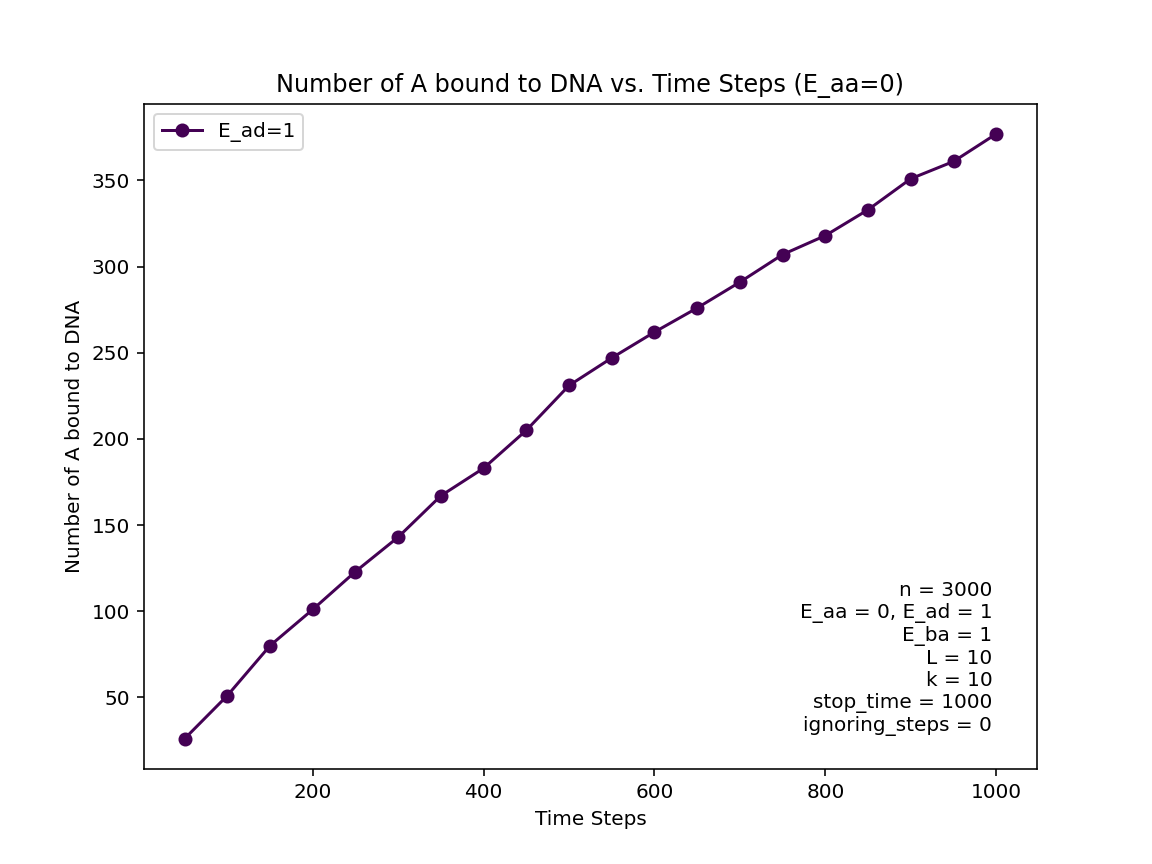 Number of A bound to DNA vs. Time Steps (E_aa=0)
E_ad=1
350
300
250
200
150
100
50
Number of A bound to DNA
n = 3000
E_aa = 0, E_ad = 1
E_ba = 1
L = 10
k = 10
stop_time = 1000
ignoring_steps = 0
200
400
600
800
1000
Time Steps